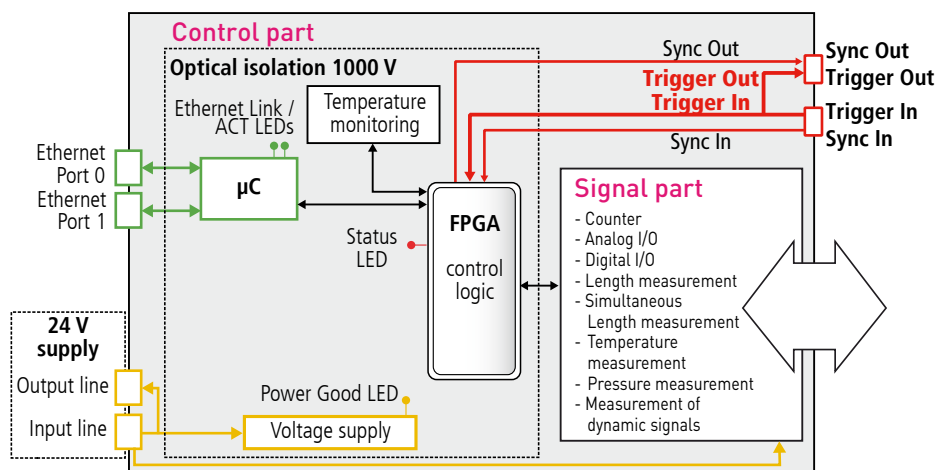 Control part
Optical isolation 1000 V
Ethernet Link /
ACT LEDs
Temperature
monitoring
Sync Out
Trigger Out
Trigger In
Sync In
Sync Out
Trigger Out
Trigger In
Sync In
Ethernet
Port 0
Ethernet
Port 1
µC
Status
LED
FPGA
control
logic
Signal part
- Counter
- Analog I/O
- Digital I/O
- Length measurement
- Simultaneous
Length measurement
- Temperature
measurement
- Pressure measurement
- Measurement of
dynamic signals
24 V
supply
Output line
Input line
Power Good LED
Voltage supply